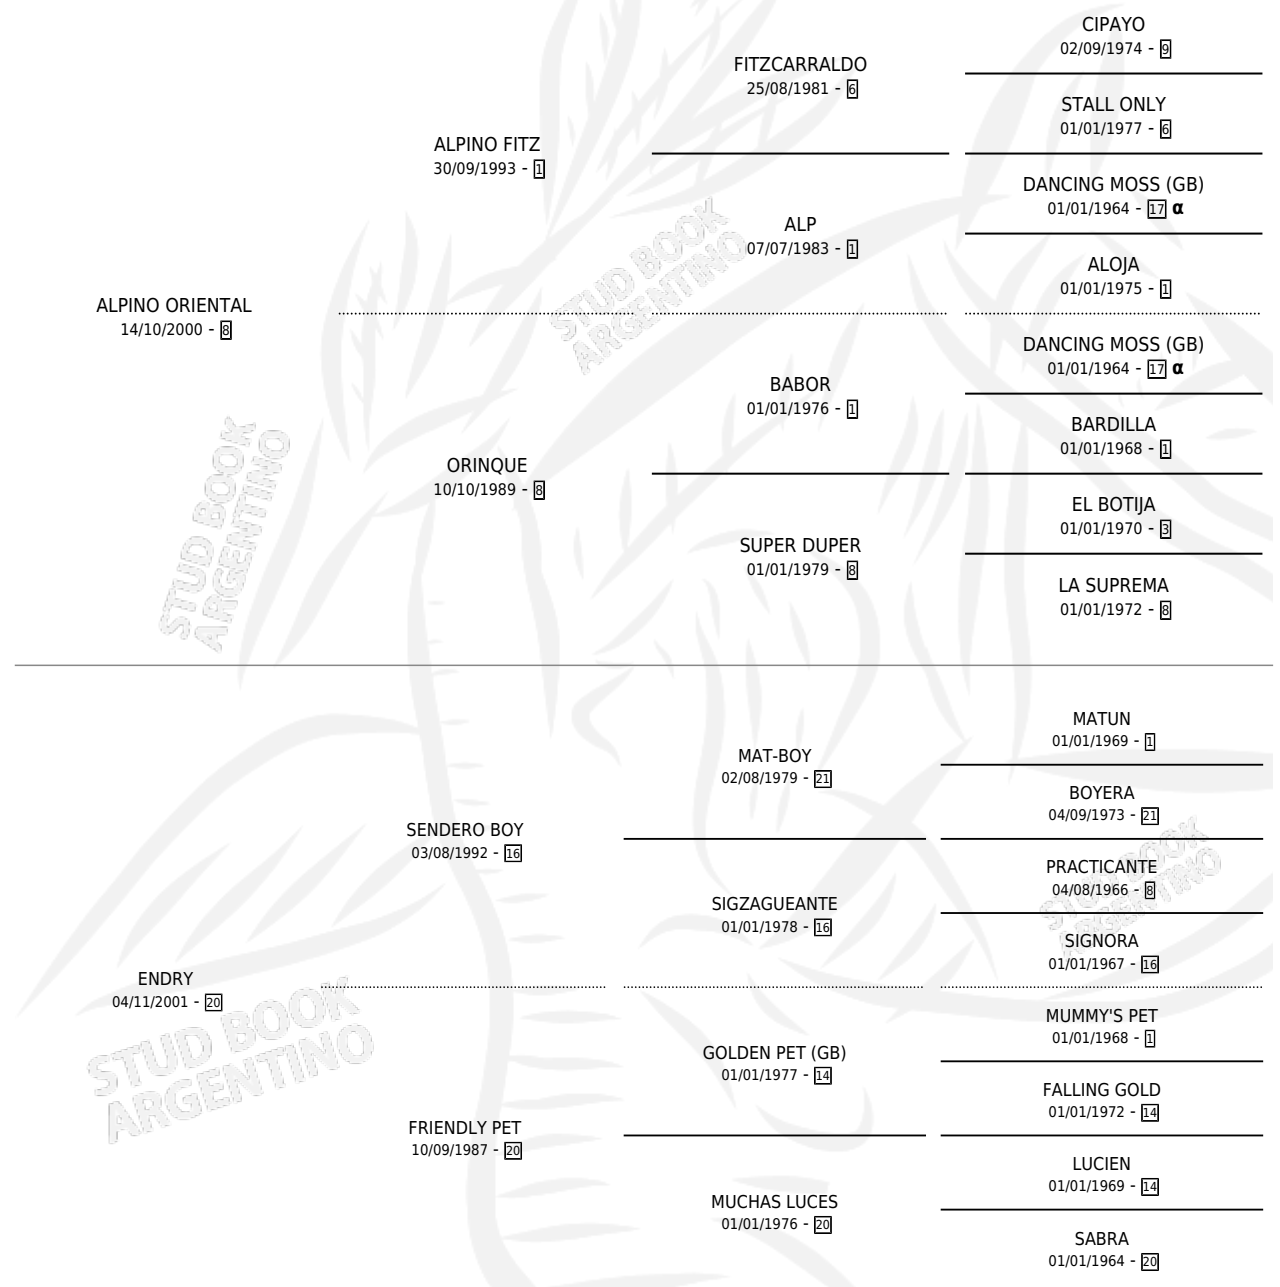 CIPAYO
02/09/1974 - 9
FITZCARRALDO
25/08/1981 - 6
STALL ONLY
01/01/1977 - 6
ALPINO FITZ
30/09/1993 - 1
DANCING MOSS (GB)
01/01/1964 - 17 α
ALP
07/07/1983 - 1
ALOJA
01/01/1975 - 1
ALPINO ORIENTAL
14/10/2000 - 8
DANCING MOSS (GB)
01/01/1964 - 17 α
BABOR
01/01/1976 - 1
BARDILLA
01/01/1968 - 1
ORINQUE
10/10/1989 - 8
EL BOTIJA
01/01/1970 - 3
SUPER DUPER
01/01/1979 - 8
LA SUPREMA
01/01/1972 - 8
STUD BOOK
ARGENTINO
STUD BOOK
ARGENTINO
MATUN
01/01/1969 - 1
MAT-BOY
02/08/1979 - 21
BOYERA
04/09/1973 - 21
SENDERO BOY
03/08/1992 - 16
PRACTICANTE
04/08/1966 - 8
SIGZAGUEANTE
01/01/1978 - 16
SIGNORA
01/01/1967 - 16
ENDRY
04/11/2001 - 20
MUMMY'S PET
01/01/1968 - 1
GOLDEN PET (GB)
01/01/1977 - 14
FALLING GOLD
01/01/1972 - 14
FRIENDLY PET
10/09/1987 - 20
LUCIEN
01/01/1969 - 14
MUCHAS LUCES
01/01/1976 - 20
SABRA
01/01/1964 - 20
STUD BOOK
ARGENTINO
STUD BOOK
ARGENTINO